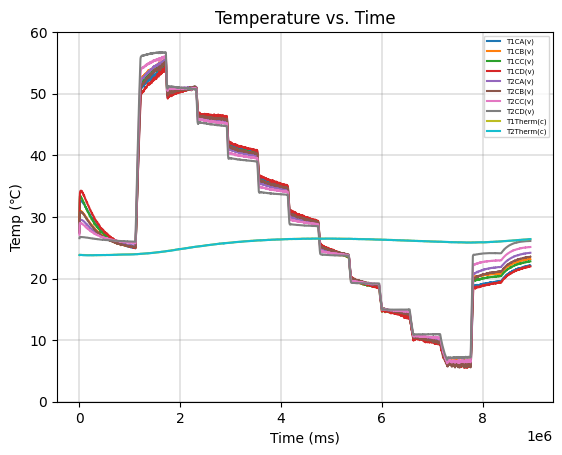 Temperature vs. Time
60
50
40
30
20
10
0
Temp (℃)
T1CA(v)
T1CB(v)
T1CC(v)
T1CD(v)
T2CA(v)
T2CB(v)
T2CC(v)
T2CD(v)
T1Therm(c)
T2Therm(c)
0 2 4 6 8
1e6
Time (ms)